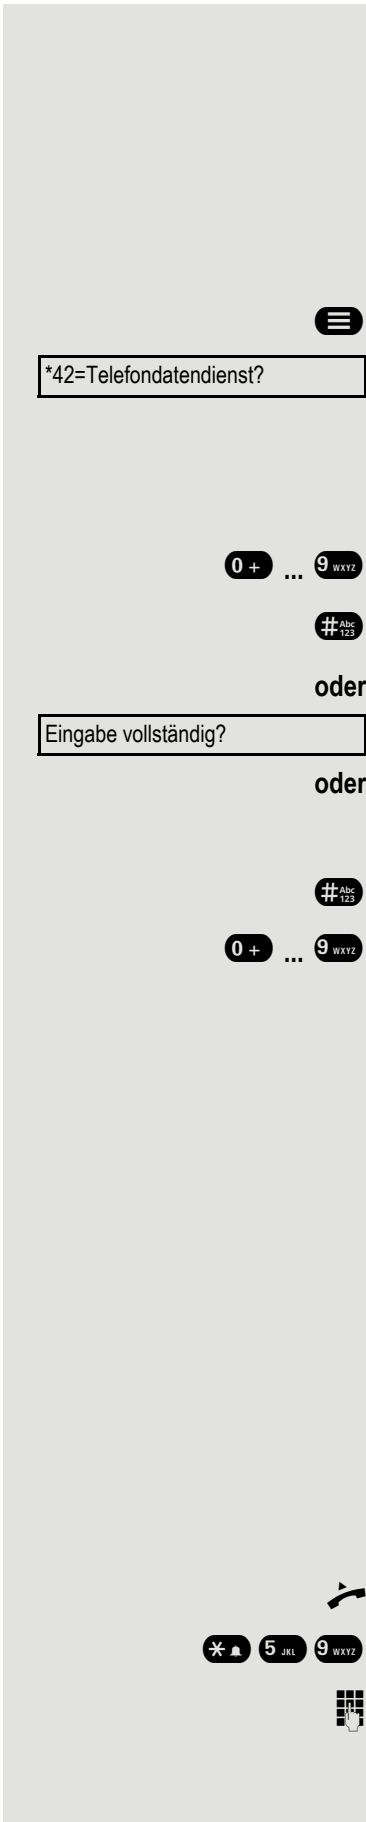 *42=Telefondatendienst?
0 + ... 9 WXYZ
# Abc 123
oder
Eingabe vollständig?
oder
# Abc 123
0 + ... 9 WXYZ
* 5 JKL 9 WXYZ